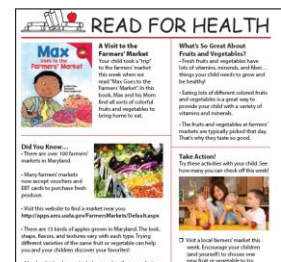 READ FOR HEALTH
Max
Goes to the
Farmers' Market
A Visit to the
Farmers' Market
Your child took a "trip"
to the farmers' market
this week when we
read "Max Goes to the
Farmers' Market". In this
book, Max and his Mom
find all sorts of colorful
fruits and vegetables to
bring home to eat.
Did You Know...
• There are over 100 farmers'
markets in Maryland.
• Many farmers' markets
now accept vouchers and
EBT cards to purchase fresh
produce.
• Visit this website to find a market near you:
http://apps.ams.usda.gov/FarmersMarkets/Default.aspx
• There are 13 kinds of apples grown in Maryland. The look,
shape, flavors, and textures vary with each type. Trying
different varieties of the same fruit or vegetable can help
you and your children discover your favorites!
What's So Great About
Fruits and Vegetables?
• Fresh fruits and vegetables have
lots of vitamins, minerals, and fiber...
things your child needs to grow and
be healthy!
• Eating lots of different colored fruits
and vegetables is a great way to
provide your child with a variety of
vitamins and minerals.
• The fruits and vegetables at farmers'
markets are typically picked that day.
That's why they taste so good.
Take Action!
Try these activities with your child. See
how many you can check off this week!
Visit a local farmers' market this
week. Encourage your children
(and yourself) to choose one
new fruit or vegetable to try.